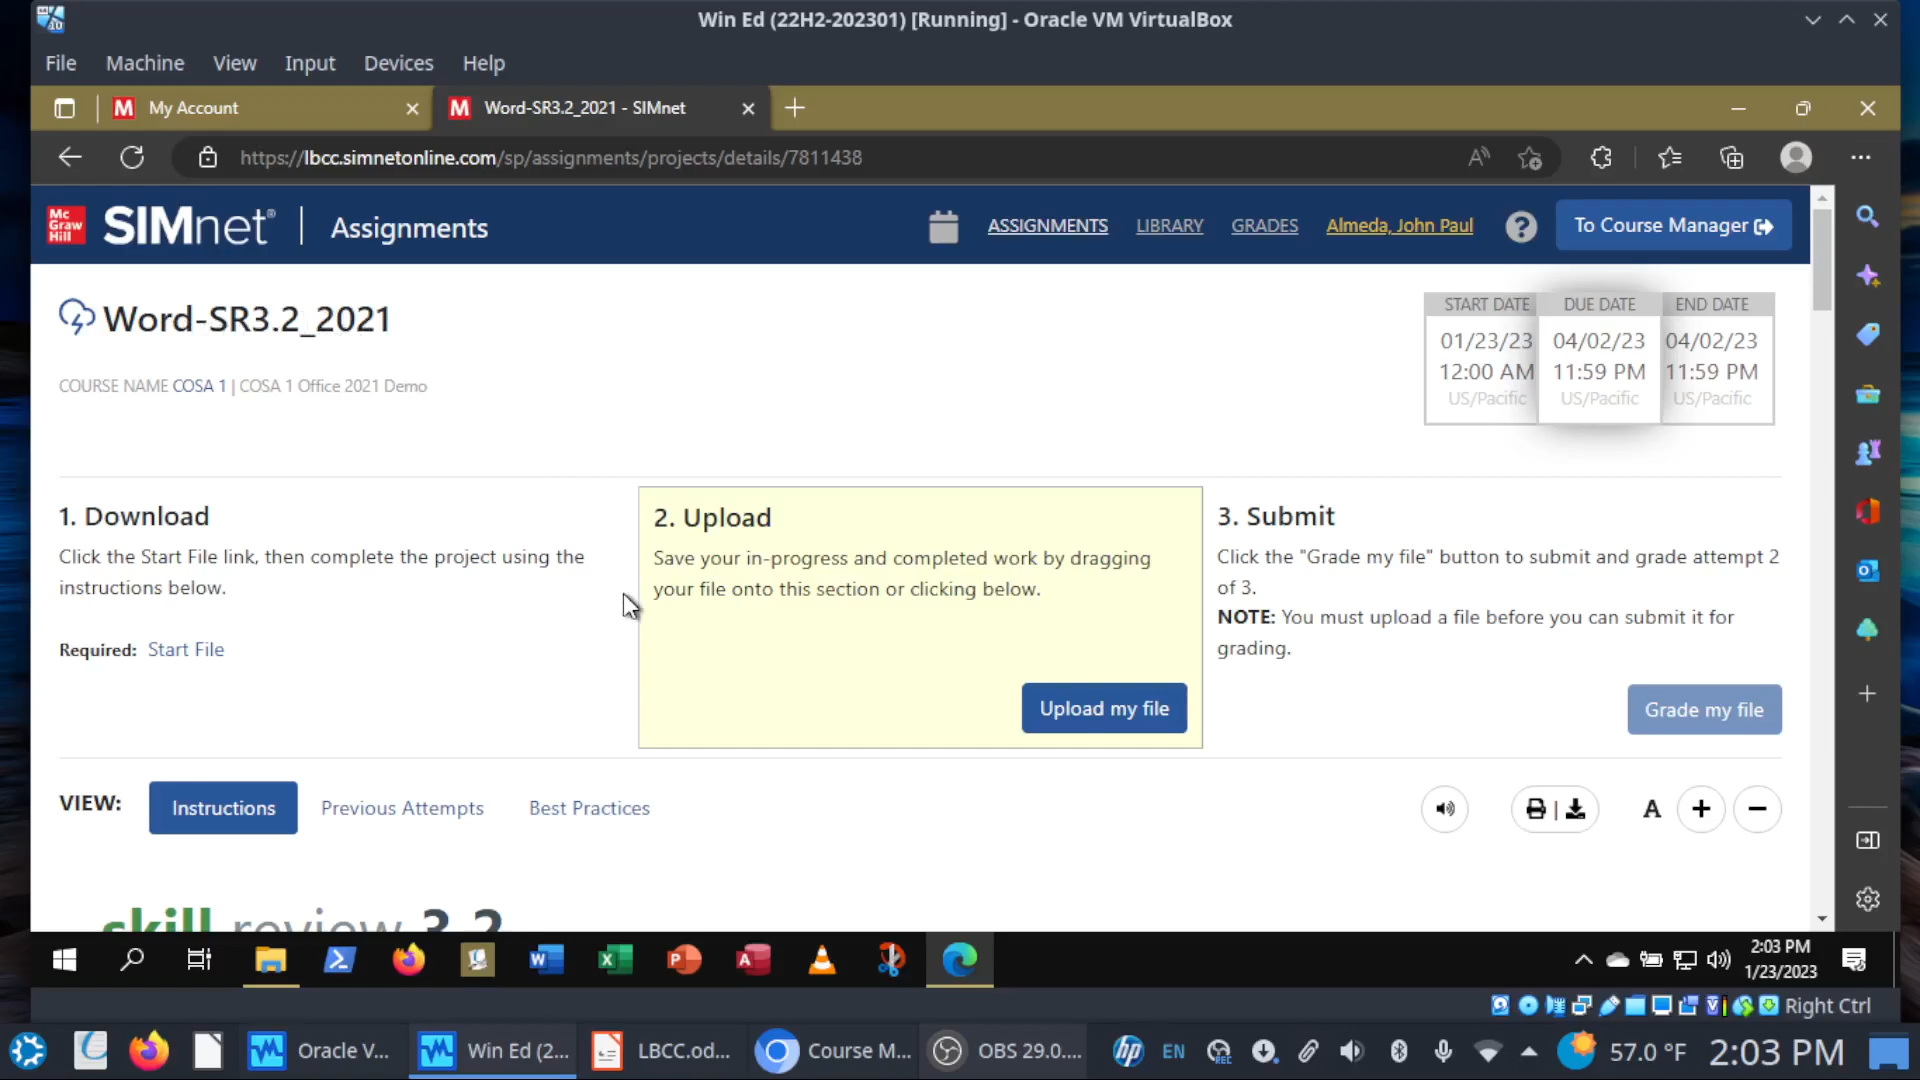 Win Ed (22H2-202301) [Running] - Oracle VM VirtualBox
File Machine View Input Devices Help
My Account
Word-SR3.2_2021 - SIMnet
https://lbcc.simnetonline.com/sp/assignments/projects/details/7811438
Mc Graw Hill
SIMnet®
Assignments
ASSIGNMENTS LIBRARY GRADES Almeda, John Paul
To Course Manager
Word-SR3.2_2021
COURSE NAME COSA 1 | COSA 1 Office 2021 Demo
START DATE DUE DATE END DATE
01/23/23 04/02/23 04/02/23
12:00 AM 11:59 PM 11:59 PM
US/Pacific US/Pacific US/Pacific
1. Download
Click the Start File link, then complete the project using the
instructions below.
Required: Start File
2. Upload
Save your in-progress and completed work by dragging
your file onto this section or clicking below.
Upload my file
3. Submit
Click the "Grade my file" button to submit and grade attempt 2
of 3.
NOTE: You must upload a file before you can submit it for
grading.
Grade my file
VIEW: Instructions Previous Attempts Best Practices
A
skill review 3.2
2:03 PM
1/23/2023
Right Ctrl
Oracle V...
Win Ed (2...
LBCC.od...
Course M...
OBS 29.0....
EN
57.0 °F
2:03 PM